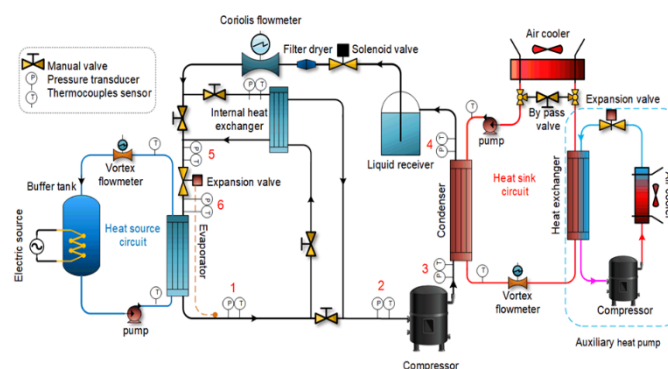 Manual valve
P Pressure transducer
T Thermocouples sensor
Coriolis flowmeter
Filter dryer
Solenoid valve
Air cooler
Expansion valve
By pass
valve
pump
Liquid receiver
Internal heat
exchanger
P T
P T
P T
P T
P T
P T
P T
T
T
T
T
4
5
6
1
2
3
Vortex
flowmeter
Buffer tank
Electric source
Heat source
circuit
pump
Expansion valve
Evaporator
Condenser
Heat sink
circuit
Heat exchanger
Vortex
flowmeter
Compressor
Compressor
Auxiliary heat pump